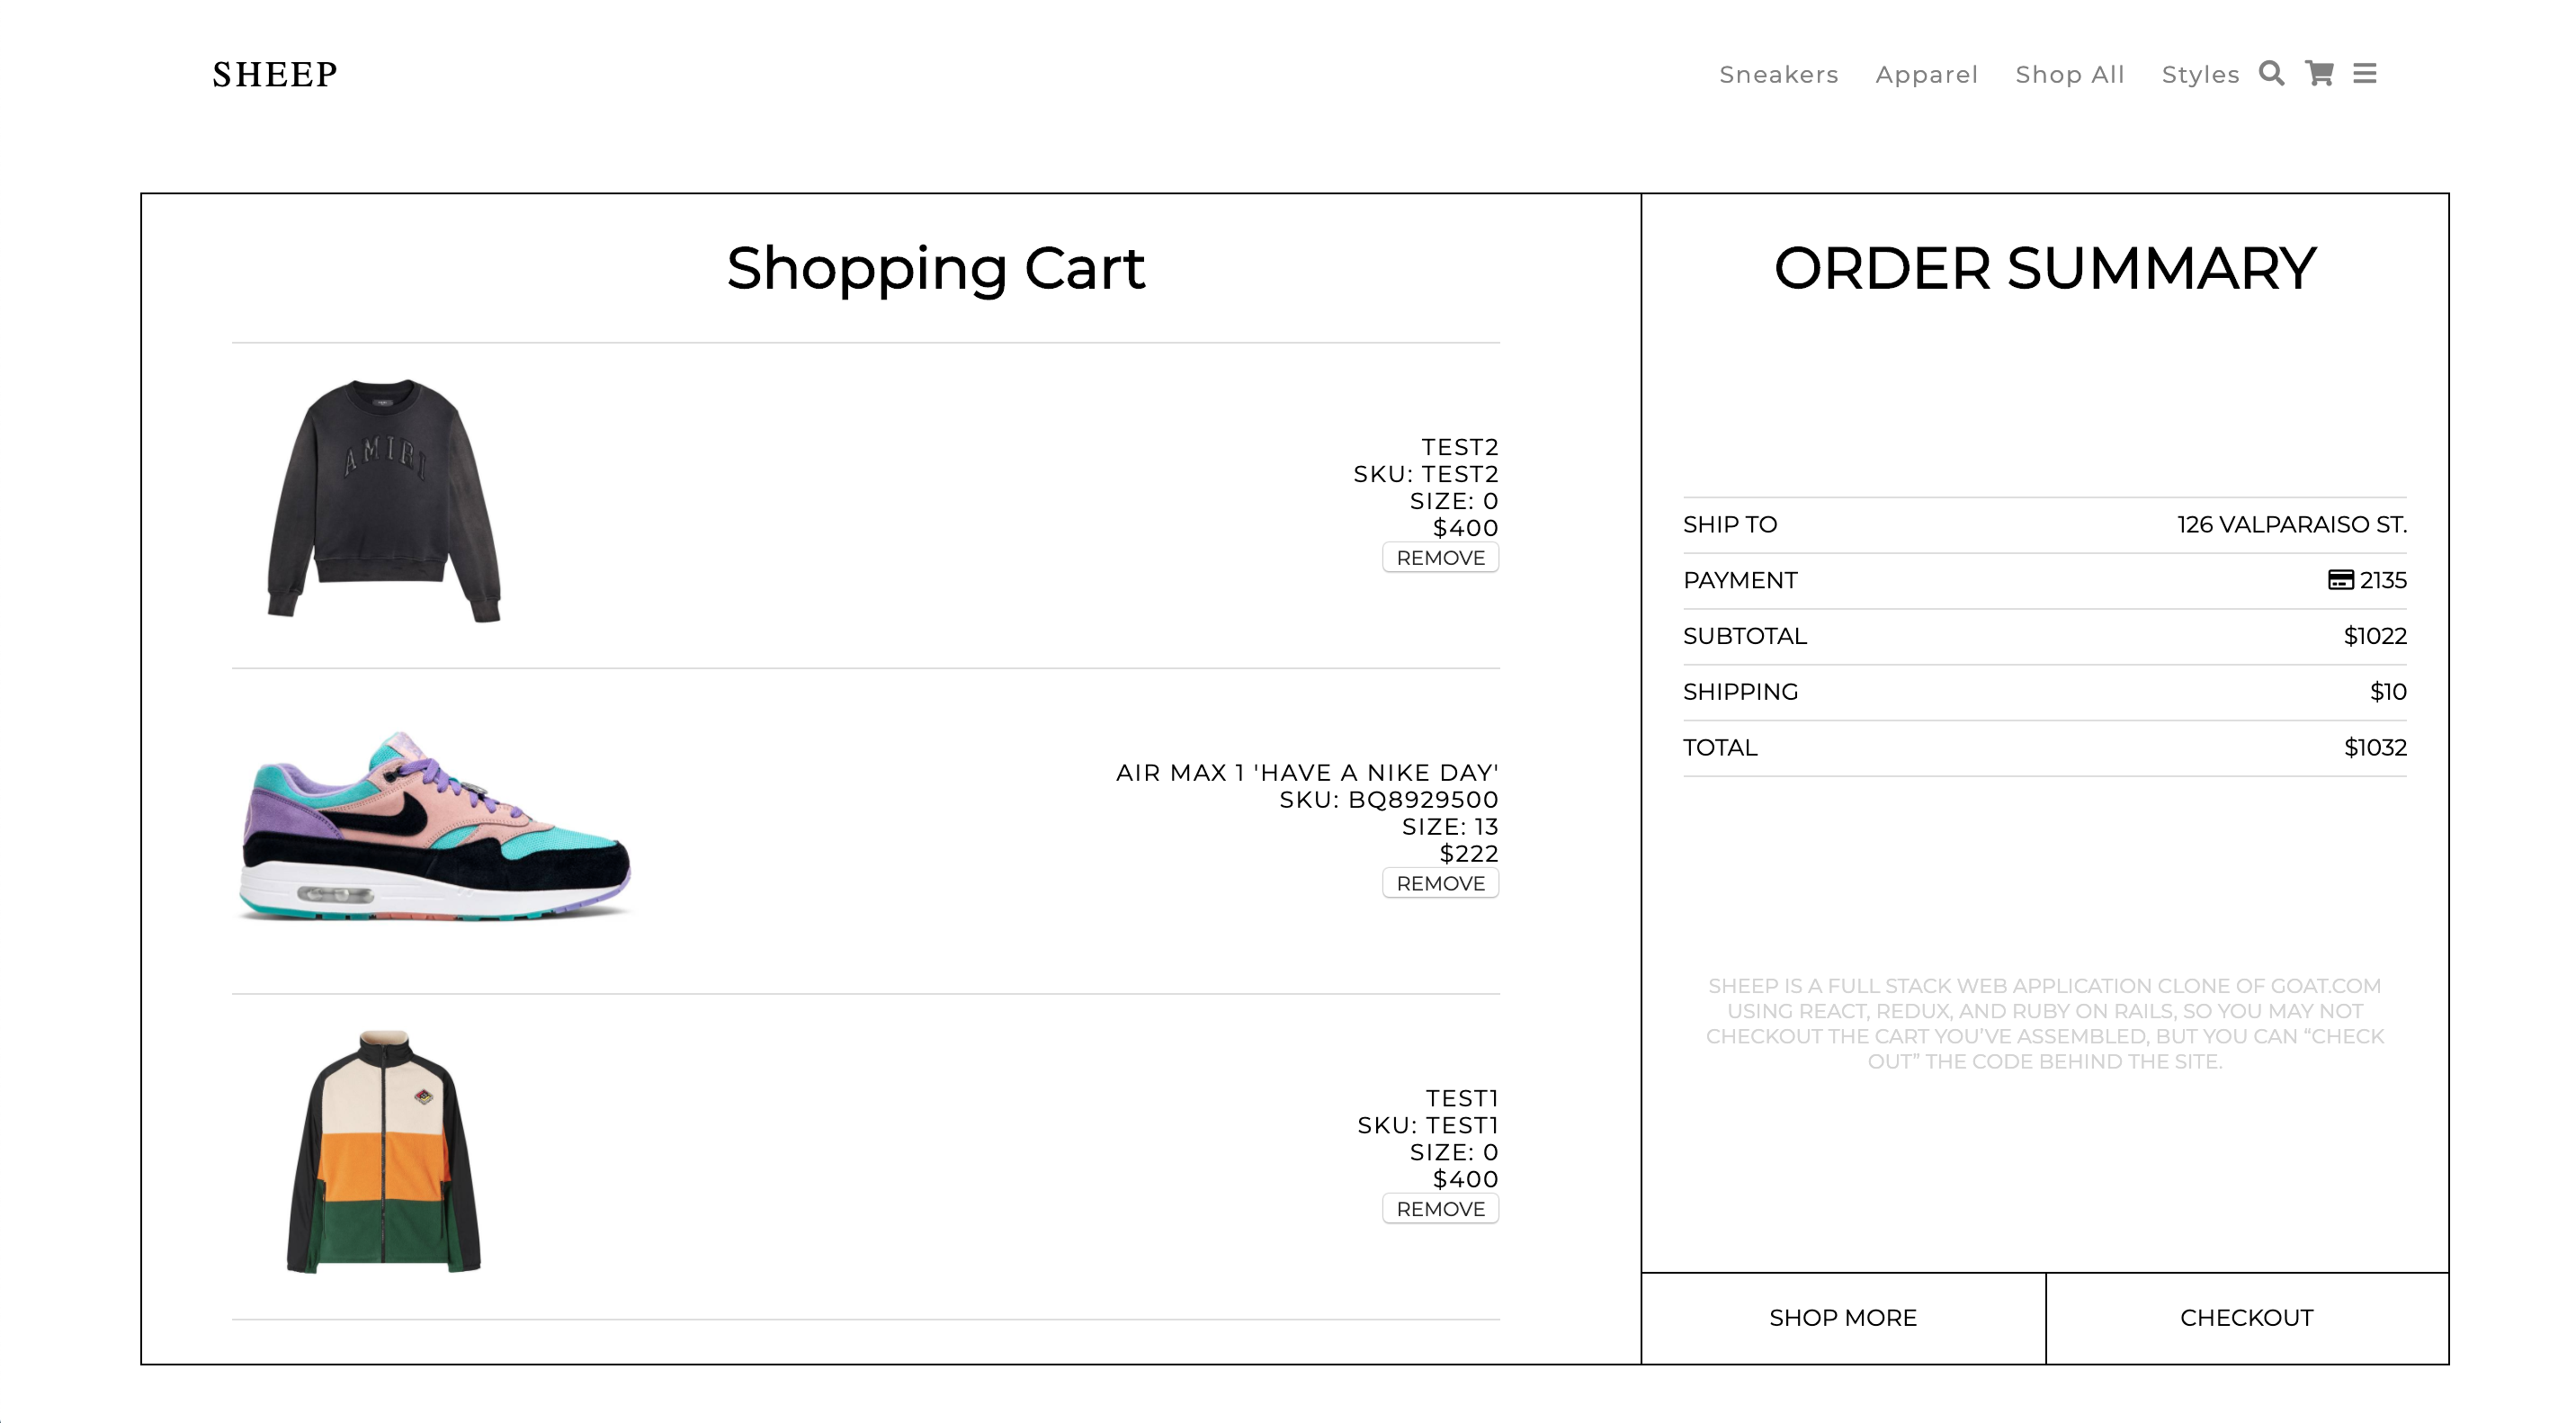 SHEEP
Sneakers Apparel Shop All Styles
Shopping Cart
AMIRI
TEST2
SKU: TEST2
SIZE: 0
$400
REMOVE
AIR MAX 1 'HAVE A NIKE DAY'
SKU: BQ8929500
SIZE: 13
$222
REMOVE
TEST1
SKU: TEST1
SIZE: 0
$400
REMOVE
ORDER SUMMARY
SHIP TO 126 VALPARAISO ST.
PAYMENT 2135
SUBTOTAL $1022
SHIPPING $10
TOTAL $1032
SHEEP IS A FULL STACK WEB APPLICATION CLONE OF GOAT.COM
USING REACT, REDUX, AND RUBY ON RAILS, SO YOU MAY NOT
CHECKOUT THE CART YOU’VE ASSEMBLED, BUT YOU CAN “CHECK
OUT” THE CODE BEHIND THE SITE.
SHOP MORE CHECKOUT